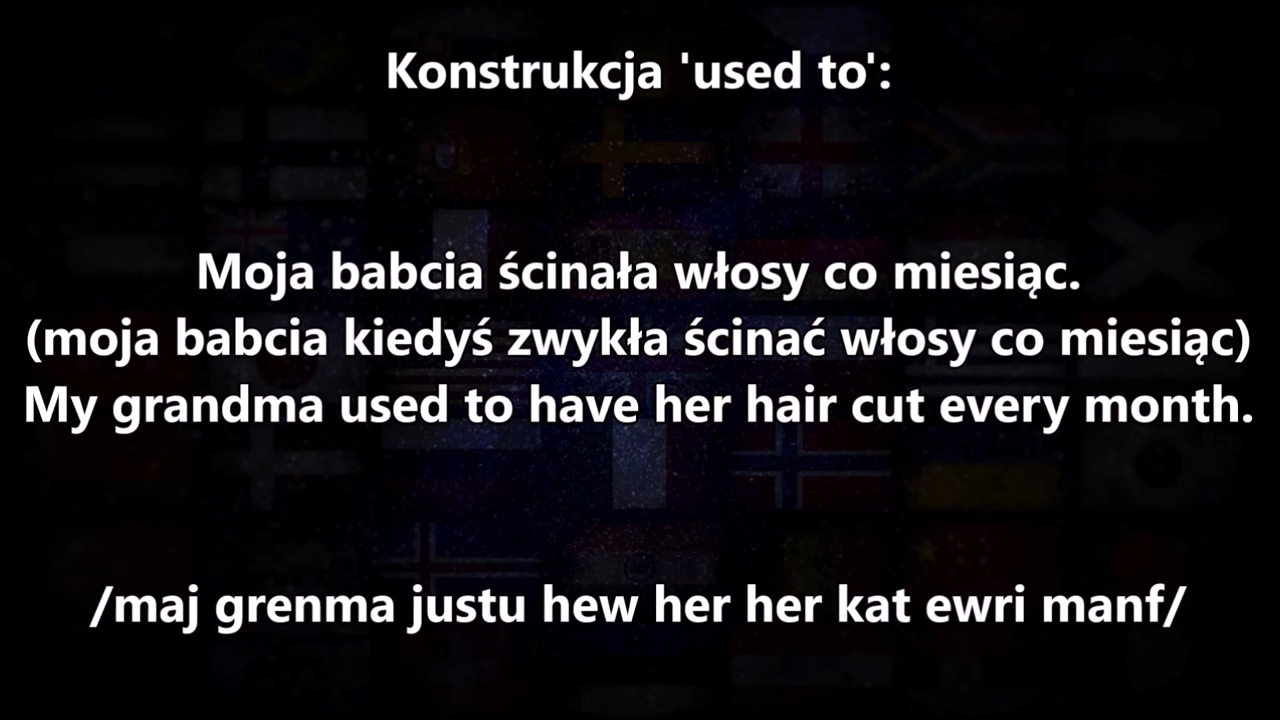 Konstrukcja 'used to':
Moja babcia ścinała włosy co miesiąc.
(moja babcia kiedyś zwykła ścinać włosy co miesiąc)
My grandma used to have her hair cut every month.
/maj grenma justu hew her her kat ewri manf/